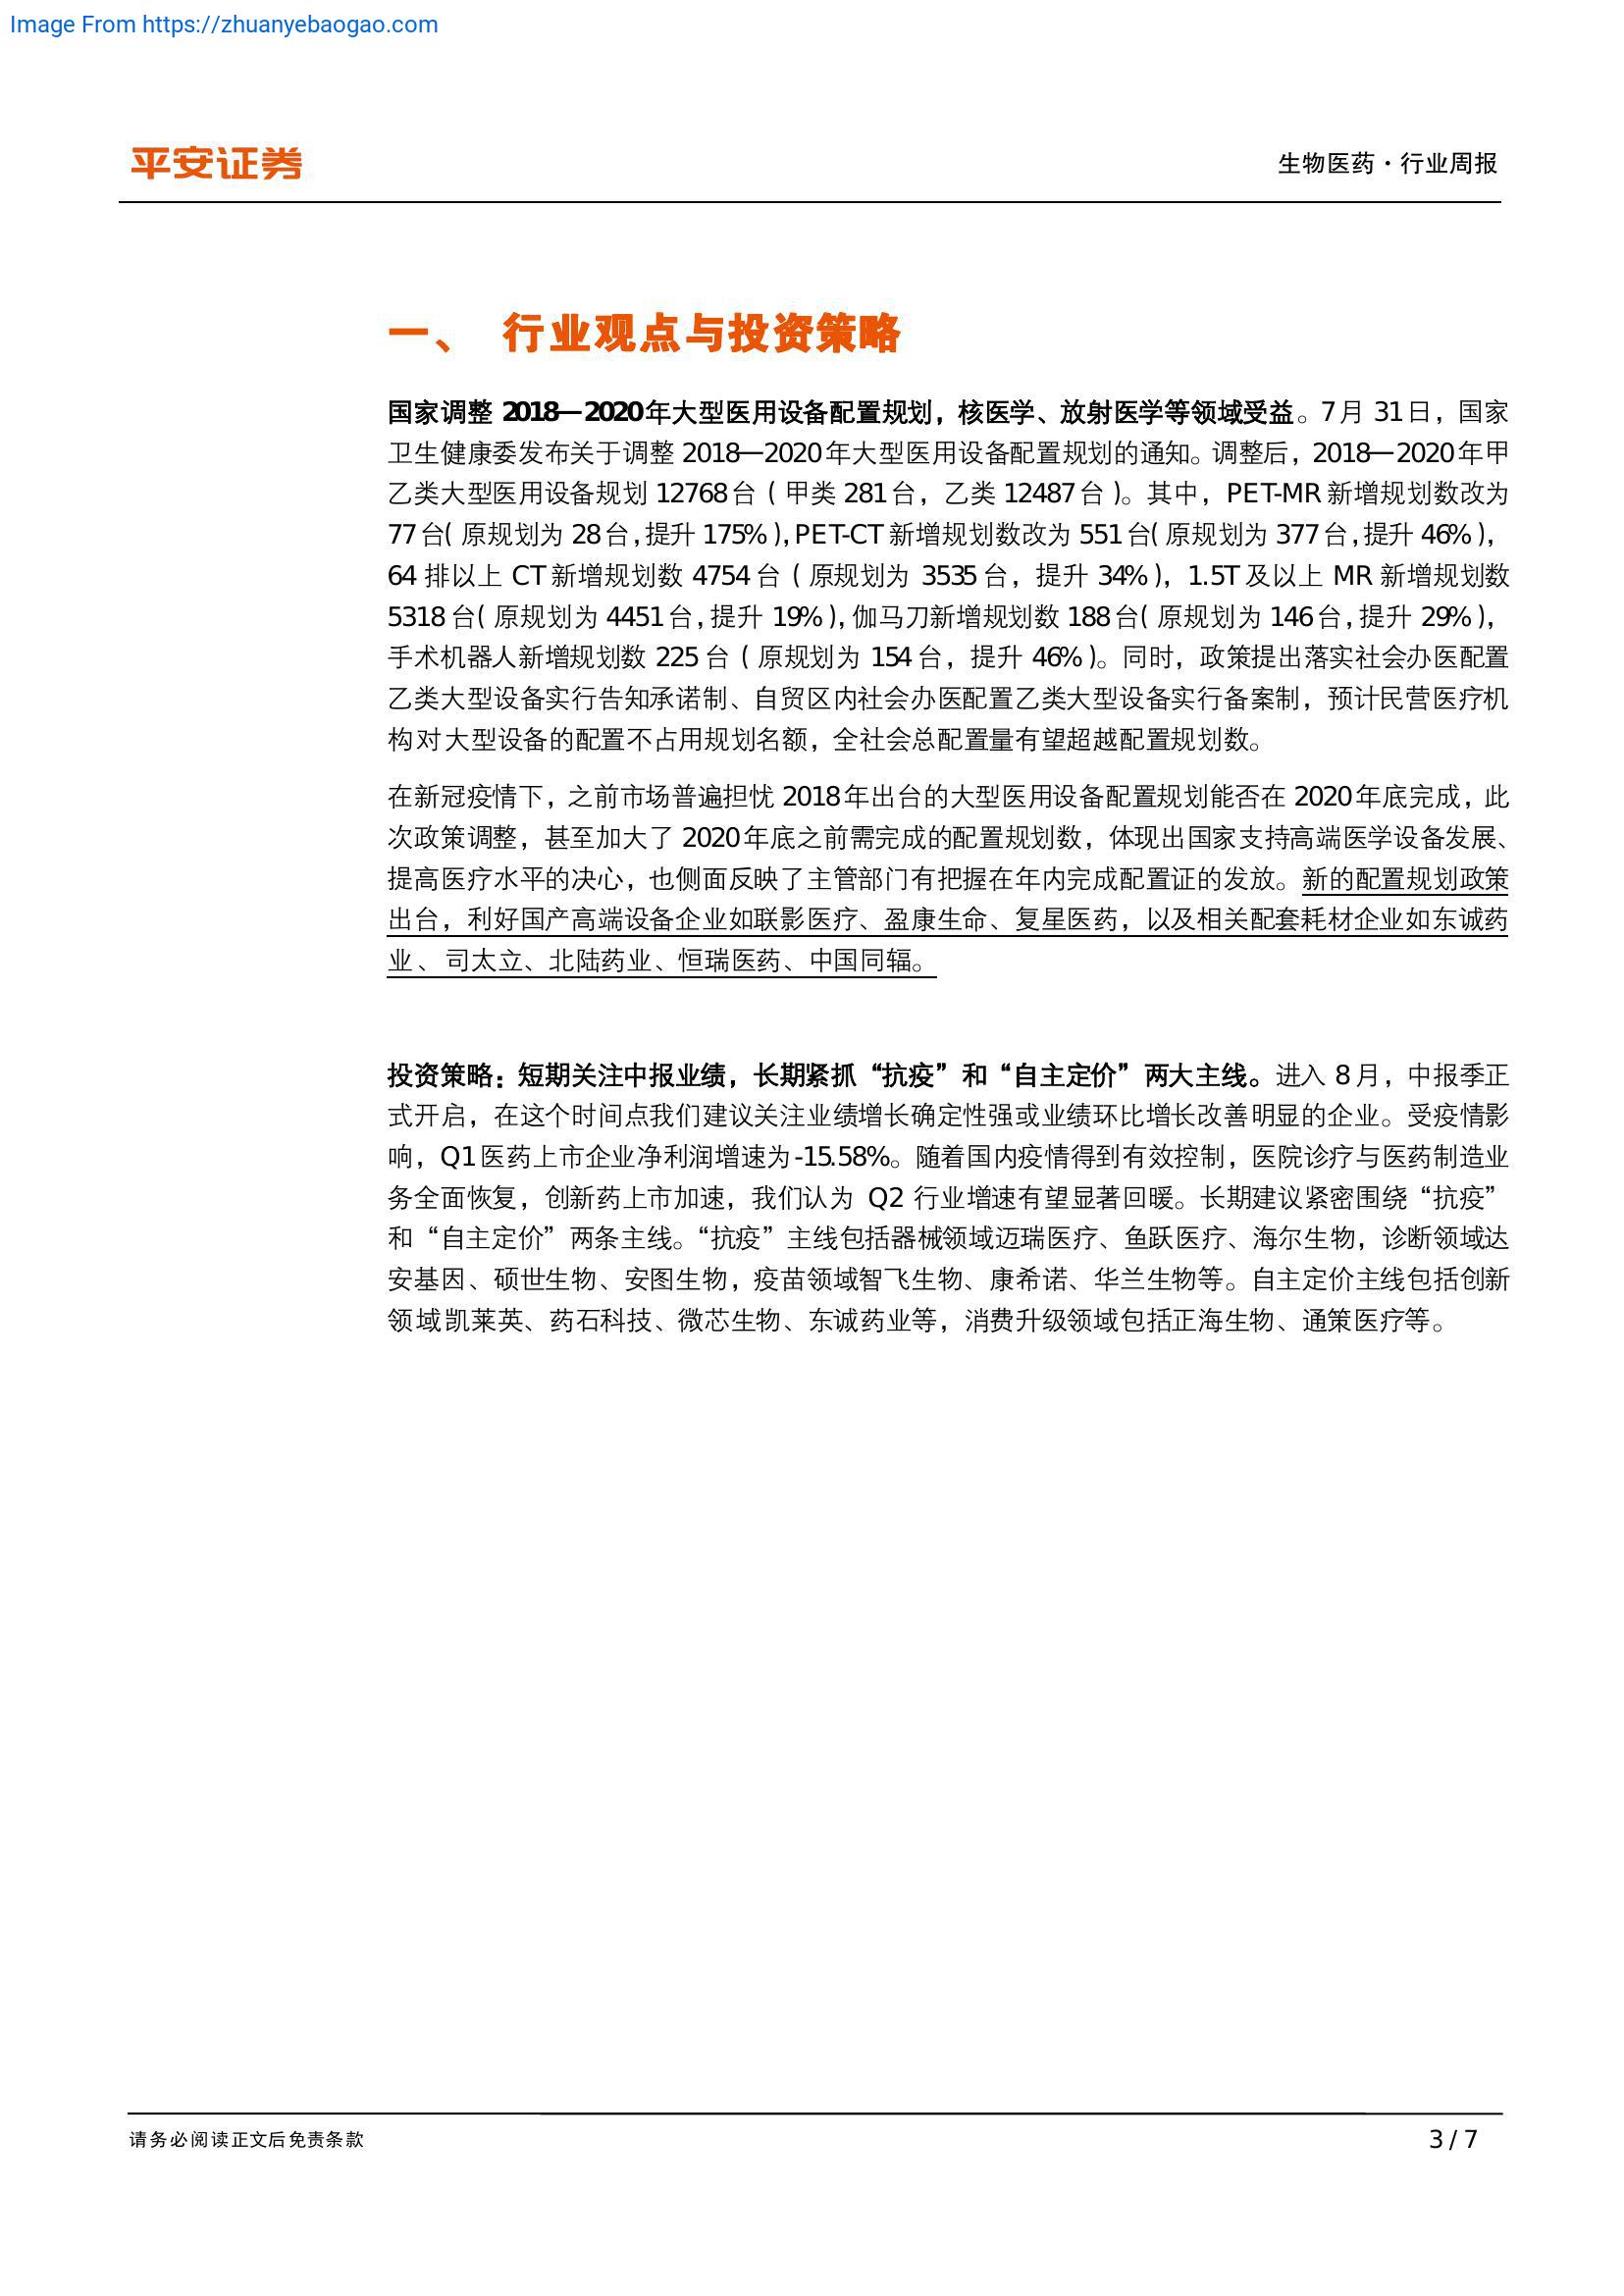 Image From https://zhuanyebaogao.com
平安证券
生物医药·行业周报
一、 行业观点与投资策略
国家调整 2018—2020年大型医用设备配置规划，核医学、放射医学等领域受益。7月 31日，国家
卫生健康委发布关于调整 2018—2020年大型医用设备配置规划的通知。调整后，2018—2020年甲
乙类大型医用设备规划 12768台（甲类 281台，乙类 12487台）。其中，PET-MR新增规划数改为
77台（原规划为 28台，提升 175%），PET-CT 新增规划数改为 551台（原规划为 377台，提升 46%），
64 排以上 CT新增规划数 4754台（原规划为 3535台，提升 34%），1.5T及以上 MR 新增规划数
5318台（原规划为 4451台，提升 19%），伽马刀新增规划数 188台（原规划为 146台，提升 29%），
手术机器人新增规划数 225台（原规划为 154台，提升 46%）。同时，政策提出落实社会办医配置
乙类大型设备实行告知承诺制、自贸区内社会办医配置乙类大型设备实行备案制，预计民营医疗机
构对大型设备的配置不占用规划名额，全社会总配置量有望超越配置规划数。
在新冠疫情下，之前市场普遍担忧 2018年出台的大型医用设备配置规划能否在 2020年底完成，此
次政策调整，甚至加大了 2020年底之前需完成的配置规划数，体现出国家支持高端医学设备发展、
提高医疗水平的决心，也侧面反映了主管部门有把握在年内完成配置证的发放。新的配置规划政策
出台，利好国产高端设备企业如联影医疗、盈康生命、复星医药，以及相关配套耗材企业如东诚药
业、司太立、北陆药业、恒瑞医药、中国同辐。
投资策略：短期关注中报业绩，长期紧抓“抗疫”和“自主定价”两大主线。进入 8月，中报季正
式开启，在这个时间点我们建议关注业绩增长确定性强或业绩环比增长改善明显的企业。受疫情影
响，Q1医药上市企业净利润增速为-15.58%。随着国内疫情得到有效控制，医院诊疗与医药制造业
务全面恢复，创新药上市加速，我们认为 Q2 行业增速有望显著回暖。长期建议紧密围绕“抗疫”
和“自主定价”两条主线。“抗疫”主线包括器械领域迈瑞医疗、鱼跃医疗、海尔生物，诊断领域达
安基因、硕世生物、安图生物，疫苗领域智飞生物、康希诺、华兰生物等。自主定价主线包括创新
领域凯莱英、药石科技、微芯生物、东诚药业等，消费升级领域包括正海生物、通策医疗等。
请务必阅读正文后免责条款
3 / 7